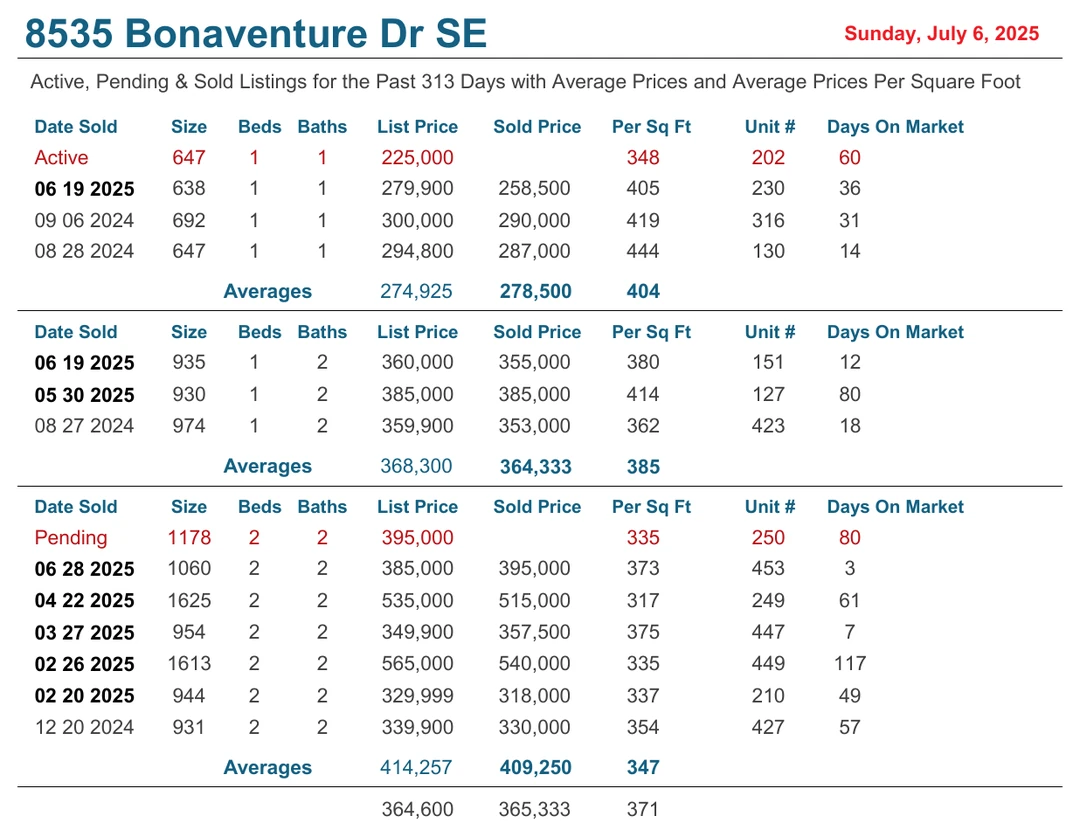 8535 Bonaventure Dr SE Sunday, July 6, 2025
Active, Pending & Sold Listings for the Past 313 Days with Average Prices and Average Prices Per Square Foot
Date Sold Size Beds Baths List Price Sold Price Per Sq Ft Unit # Days On Market
Active 647 1 1 225,000 348 202 60
06 19 2025 638 1 1 279,900 258,500 405 230 36
09 06 2024 692 1 1 300,000 290,000 419 316 31
08 28 2024 647 1 1 294,800 287,000 444 130 14
Averages 274,925 278,500 404
Date Sold Size Beds Baths List Price Sold Price Per Sq Ft Unit # Days On Market
06 19 2025 935 1 2 360,000 355,000 380 151 12
05 30 2025 930 1 2 385,000 385,000 414 127 80
08 27 2024 974 1 2 359,900 353,000 362 423 18
Averages 368,300 364,333 385
Date Sold Size Beds Baths List Price Sold Price Per Sq Ft Unit # Days On Market
Pending 1178 2 2 395,000 335 250 80
06 28 2025 1060 2 2 385,000 395,000 373 453 3
04 22 2025 1625 2 2 535,000 515,000 317 249 61
03 27 2025 954 2 2 349,900 357,500 375 447 7
02 26 2025 1613 2 2 565,000 540,000 335 449 117
02 20 2025 944 2 2 329,999 318,000 337 210 49
12 20 2024 931 2 2 339,900 330,000 354 427 57
Averages 414,257 409,250 347
364,600 365,333 371